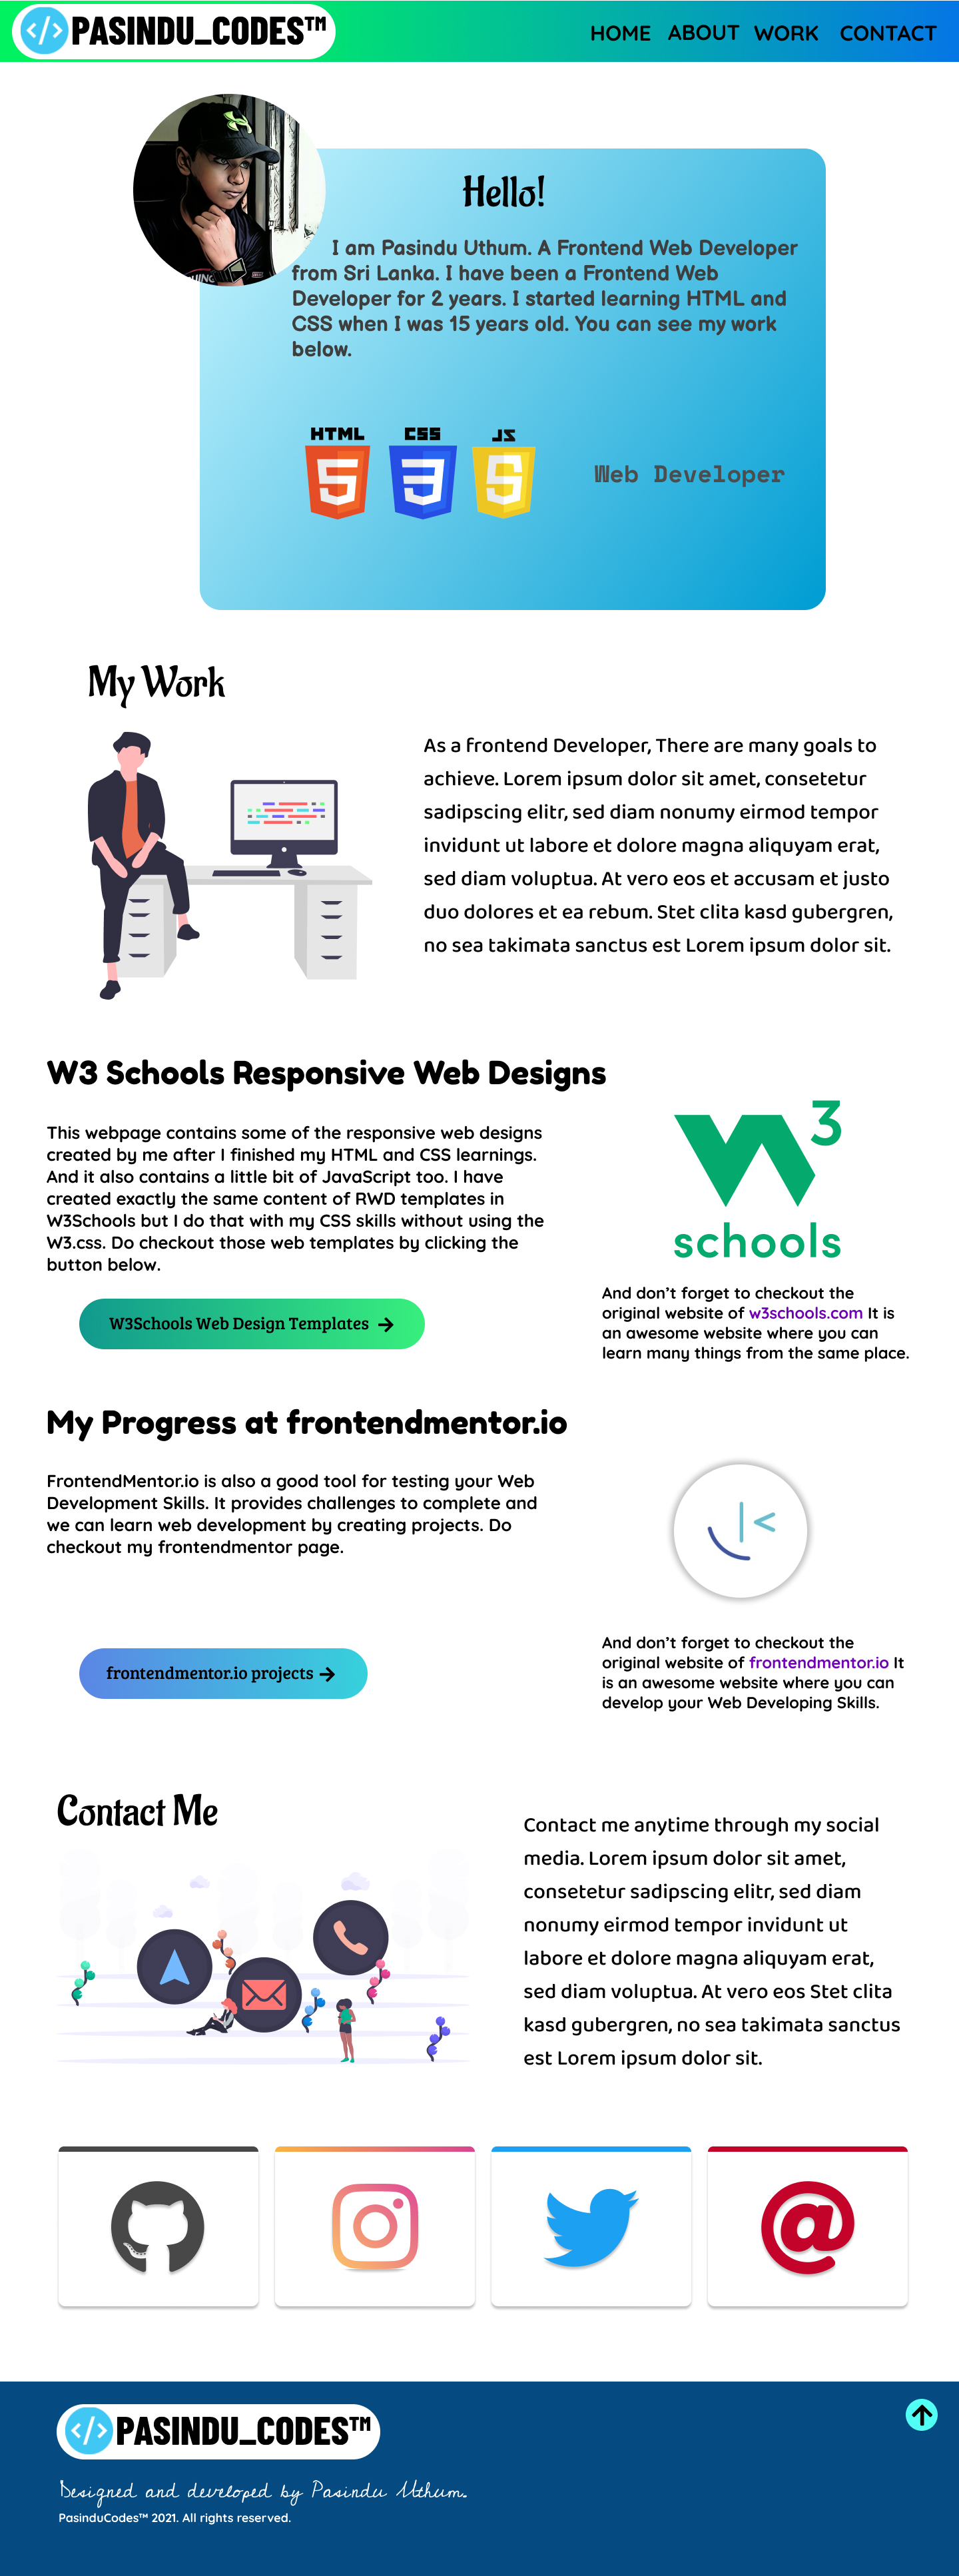 </> PASINDU_CODES™
HOME ABOUT WORK CONTACT
Hello!
I am Pasindu Uthum. A Frontend Web Developer
from Sri Lanka. I have been a Frontend Web
Developer for 2 years. I started learning HTML and
CSS when I was 15 years old. You can see my work
below.
HTML CSS JS
5 3 5
Web Developer
My Work
As a frontend Developer, There are many goals to
achieve. Lorem ipsum dolor sit amet, consetetur
sadipscing elitr, sed diam nonumy eirmod tempor
invidunt ut labore et dolore magna aliquyam erat,
sed diam voluptua. At vero eos et accusam et justo
duo dolores et ea rebum. Stet clita kasd gubergren,
no sea takimata sanctus est Lorem ipsum dolor sit.
W3 Schools Responsive Web Designs
This webpage contains some of the responsive web designs
created by me after I finished my HTML and CSS learnings.
And it also contains a little bit of JavaScript too. I have
created exactly the same content of RWD templates in
W3Schools but I do that with my CSS skills without using the
W3.css. Do checkout those web templates by clicking the
button below.
W3Schools Web Design Templates
W3
schools
And don't forget to checkout the
original website of w3schools.com It is
an awesome website where you can
learn many things from the same place.
My Progress at frontendmentor.io
FrontendMentor.io is also a good tool for testing your Web
Development Skills. It provides challenges to complete and
we can learn web development by creating projects. Do
checkout my frontendmentor page.
frontendmentor.io projects
And don't forget to checkout the
original website of frontendmentor.io It
is an awesome website where you can
develop your Web Developing Skills.
Contact Me
Contact me anytime through my social
media. Lorem ipsum dolor sit amet,
consetetur sadipscing elitr, sed diam
nonumy eirmod tempor invidunt ut
labore et dolore magna aliquyam erat,
sed diam voluptua. At vero eos Stet clita
kasd gubergren, no sea takimata sanctus
est Lorem ipsum dolor sit.
@
</> PASINDU_CODES™
Designed and developed by Pasindu Uthum.
PasinduCodes™ 2021. All rights reserved.